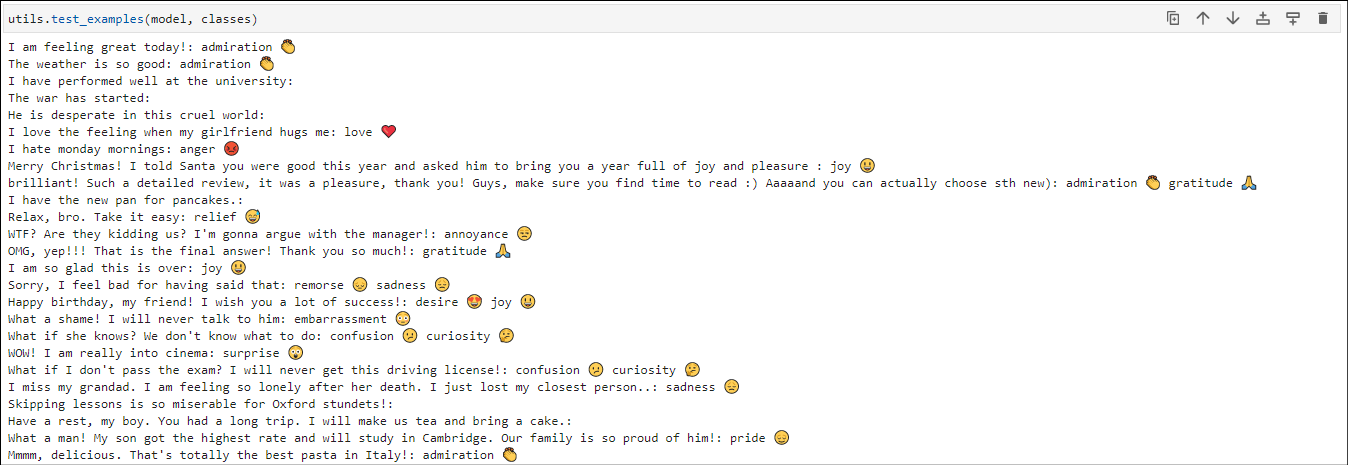 utils.test_examples(model, classes)
I am feeling great today!: admiration 👏
The weather is so good: admiration 👏
I have performed well at the university:
The war has started:
He is desperate in this cruel world:
I love the feeling when my girlfriend hugs me: love ❤️
I hate monday mornings: anger 😡
Merry Christmas! I told Santa you were good this year and asked him to bring you a year full of joy and pleasure : joy 😃
brilliant! Such a detailed review, it was a pleasure, thank you! Guys, make sure you find time to read :) Aaaaand you can actually choose sth new): admiration 👏 gratitude 🙏
I have the new pan for pancakes.:
Relax, bro. Take it easy: relief 😅
WTF? Are they kidding us? I'm gonna argue with the manager!: annoyance 😒
OMG, yep!!! That is the final answer! Thank you so much!: gratitude 🙏
I am so glad this is over: joy 😃
Sorry, I feel bad for having said that: remorse 😞 sadness 😞
Happy birthday, my friend! I wish you a lot of success!: desire 😍 joy 😃
What a shame! I will never talk to him: embarrassment 😳
What if she knows? We don't know what to do: confusion 😕 curiosity 🤔
WOW! I am really into cinema: surprise 😲
What if I don't pass the exam? I will never get this driving license!: confusion 😕 curiosity 🤔
I miss my grandad. I am feeling so lonely after her death. I just lost my closest person..: sadness 😞
Skipping lessons is so miserable for Oxford stundets!:
Have a rest, my boy. You had a long trip. I will make us tea and bring a cake.:
What a man! My son got the highest rate and will study in Cambridge. Our family is so proud of him!: pride 😌
Mmmm, delicious. That's totally the best pasta in Italy!: admiration 👏